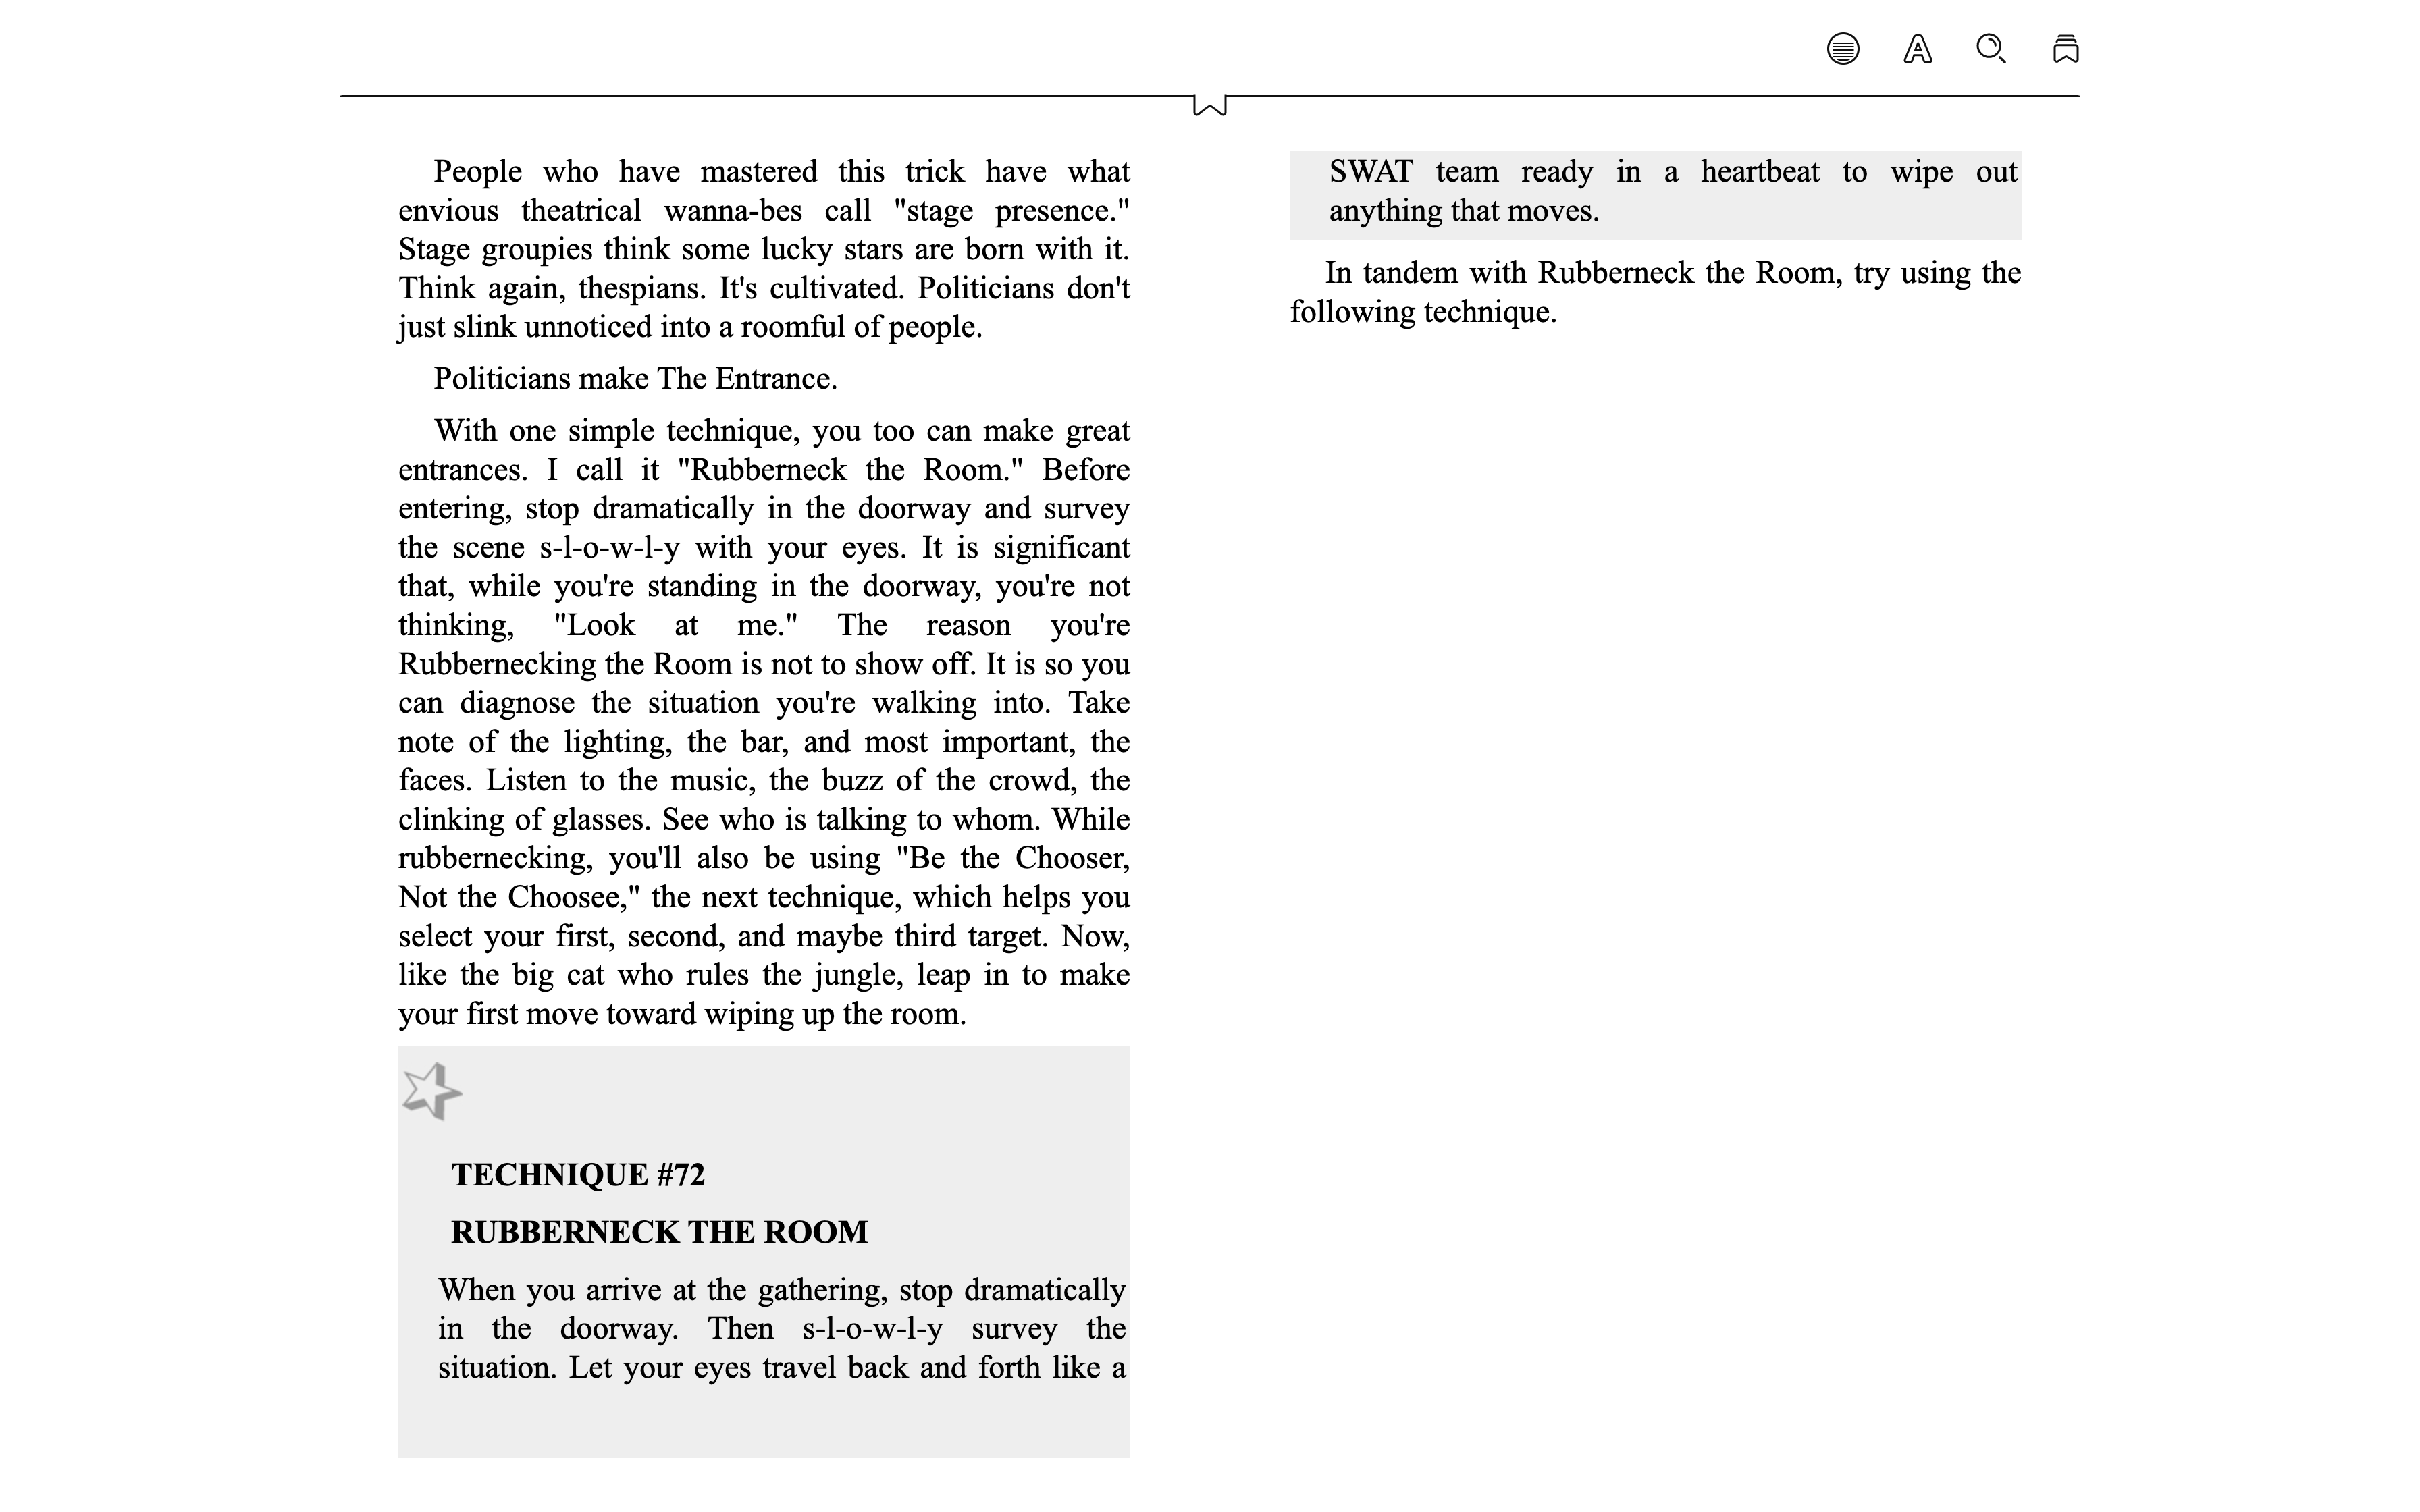 People who have mastered this trick have what
envious theatrical wanna-bes call "stage presence."
Stage groupies think some lucky stars are born with it.
Think again, thespians. It's cultivated. Politicians don't
just slink unnoticed into a roomful of people.
Politicians make The Entrance.
With one simple technique, you too can make great
entrances. I call it "Rubberneck the Room." Before
entering, stop dramatically in the doorway and survey
the scene s-l-o-w-l-y with your eyes. It is significant
that, while you're standing in the doorway, you're not
thinking, "Look at me." The reason you're
Rubbernecking the Room is not to show off. It is so you
can diagnose the situation you're walking into. Take
note of the lighting, the bar, and most important, the
faces. Listen to the music, the buzz of the crowd, the
clinking of glasses. See who is talking to whom. While
rubbernecking, you'll also be using "Be the Chooser,
Not the Choosee," the next technique, which helps you
select your first, second, and maybe third target. Now,
like the big cat who rules the jungle, leap in to make
your first move toward wiping up the room.
TECHNIQUE #72
RUBBERNECK THE ROOM
When you arrive at the gathering, stop dramatically
in the doorway. Then s-l-o-w-l-y survey the
situation. Let your eyes travel back and forth like a
SWAT team ready in a heartbeat to wipe out
anything that moves.
In tandem with Rubberneck the Room, try using the
following technique.